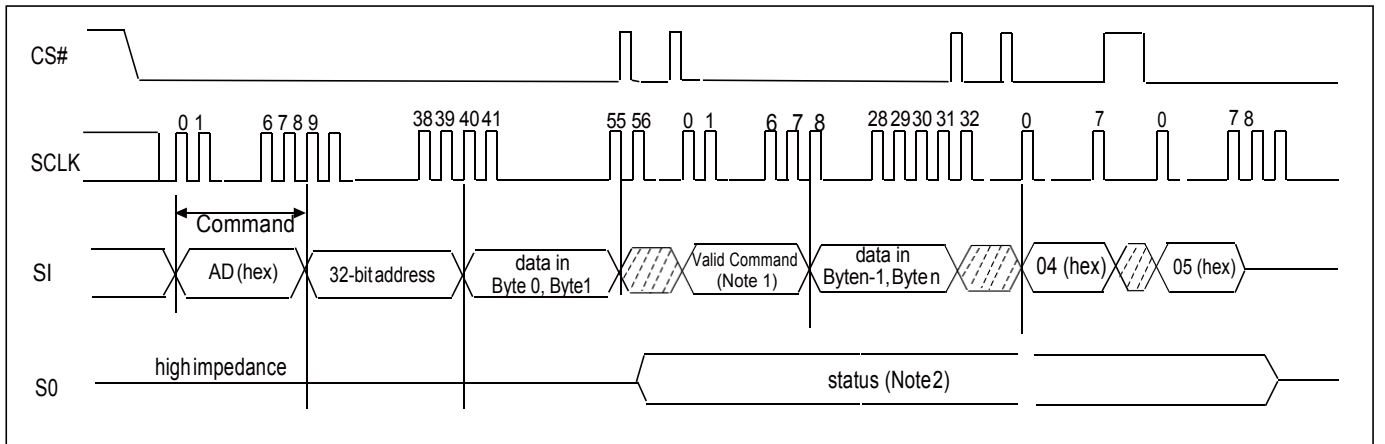 CS#
0 1 6 7 8 9 38 39 40 41 55 56 0 1 6 7 8 28 29 30 31 32 0 7 0 7 8
SCLK
Command
SI
AD (hex)
32-bit address
data in
Byte 0, Byte1
Valid Command
(Note 1)
data in
Byten-1, Byten
04 (hex)
05 (hex)
high impedance
S0
status (Note 2)